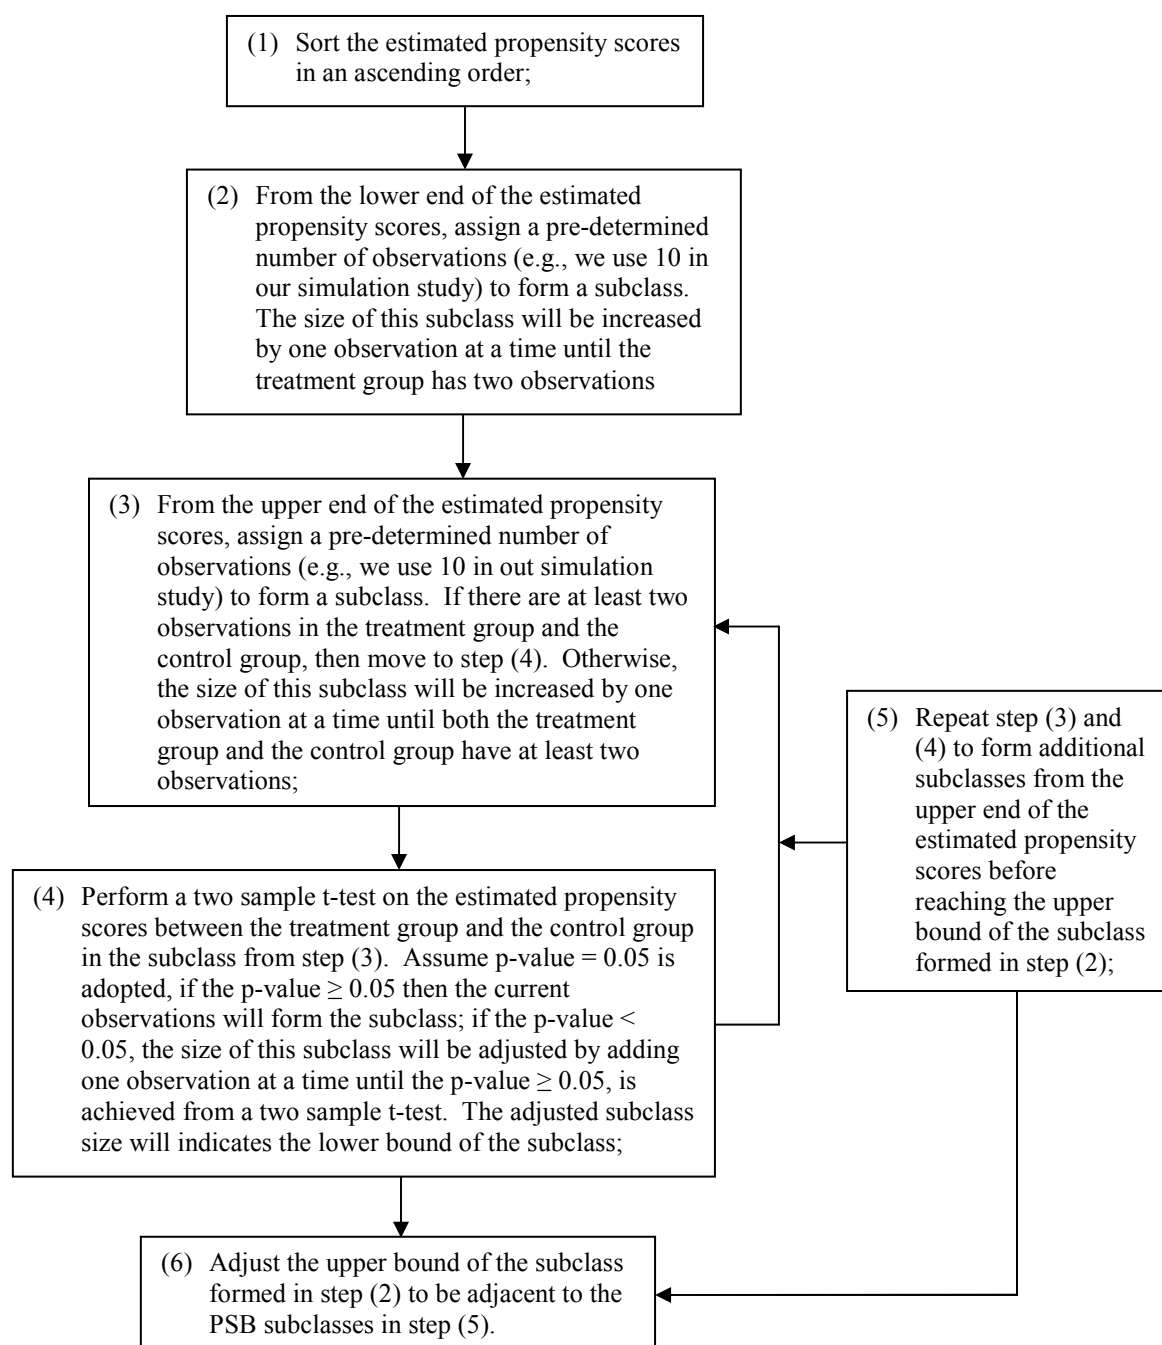 (1) Sort the estimated propensity scores
in an ascending order;
(2) From the lower end of the estimated
propensity scores, assign a pre-determined
number of observations (e.g., we use 10 in
our simulation study) to form a subclass.
The size of this subclass will be increased
by one observation at a time until the
treatment group has two observations
(3) From the upper end of the estimated propensity
scores, assign a pre-determined number of
observations (e.g., we use 10 in out simulation
study) to form a subclass. If there are at least two
observations in the treatment group and the
control group, then move to step (4). Otherwise,
the size of this subclass will be increased by one
observation at a time until both the treatment
group and the control group have at least two
observations;
(4) Perform a two sample t-test on the estimated propensity
scores between the treatment group and the control group
in the subclass from step (3). Assume p-value = 0.05 is
adopted, if the p-value ≥ 0.05 then the current
observations will form the subclass; if the p-value <
0.05, the size of this subclass will be adjusted by adding
one observation at a time until the p-value ≥ 0.05, is
achieved from a two sample t-test. The adjusted subclass
size will indicates the lower bound of the subclass;
(5) Repeat step (3) and
(4) to form additional
subclasses from the
upper end of the
estimated propensity
scores before
reaching the upper
bound of the subclass
formed in step (2);
(6) Adjust the upper bound of the subclass
formed in step (2) to be adjacent to the
PSB subclasses in step (5).